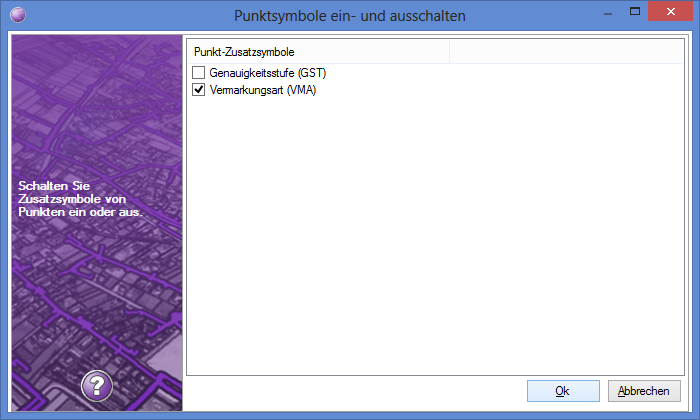 Punktsymbole ein- und ausschalten
Schalten Sie
Zusatzsymbole von
Punkten ein oder aus.
?
Punkt-Zusatzsymbole
Genauigkeitsstufe (GST)
Vermarkungsart (VMA)
Ok
Abbrechen